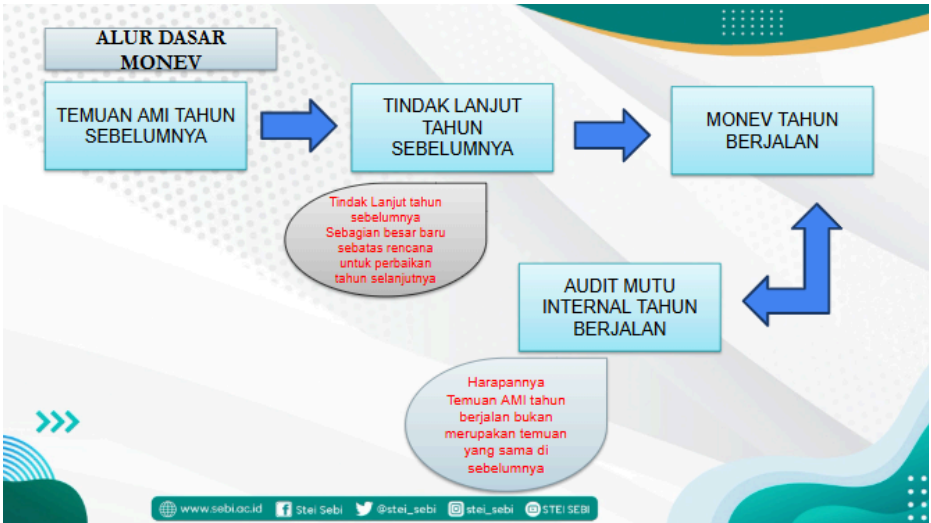 ALUR DASAR
MONEV
TEMUAN AMI TAHUN
SEBELUMNYA
TINDAK LANJUT
TAHUN
SEBELUMNYA
MONEV TAHUN
BERJALAN
Tindak Lanjut tahun
sebelumnya
Sebagian besar baru
sebatas rencana
untuk perbaikan
tahun selanjutnya
AUDIT MUTU
INTERNAL TAHUN
BERJALAN
Harapannya
Temuan AMI tahun
berjalan bukan
merupakan temuan
yang sama di
sebelumnya
www.sebi.ac.id Stei Sebi @stei_sebi stei_sebi STEI SEBI